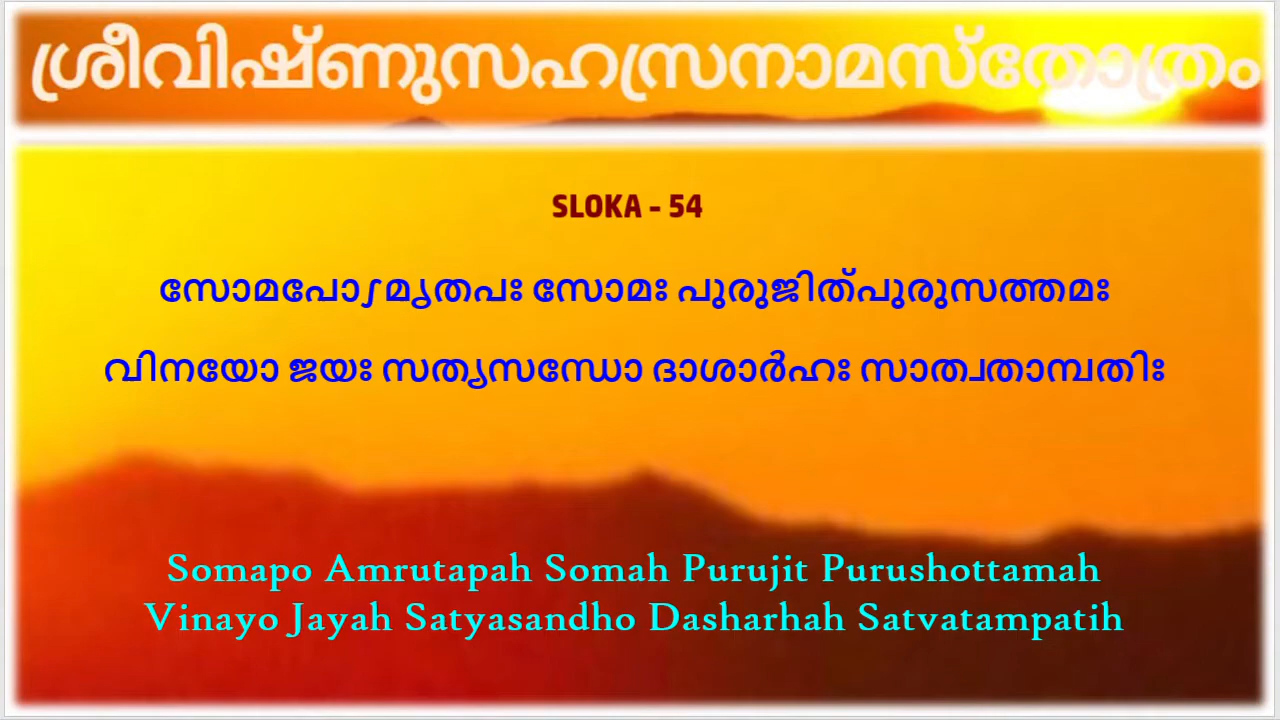 ശ്രീവിഷ്ണുസഹസ്രനാമസ്തോത്രം
SLOKA - 54
സോമപോഽമൃതപഃ സോമഃ പുരുജിത്പുരുസത്തമഃ
വിനയോ ജയഃ സത്യസന്ധോ ദാശാർഹഃ സാത്വതാമ്പതിഃ
Somapo Amrutapah Somah Purujit Purushottamah
Vinayo Jayah Satyasandho Dasharhah Satvatampatih